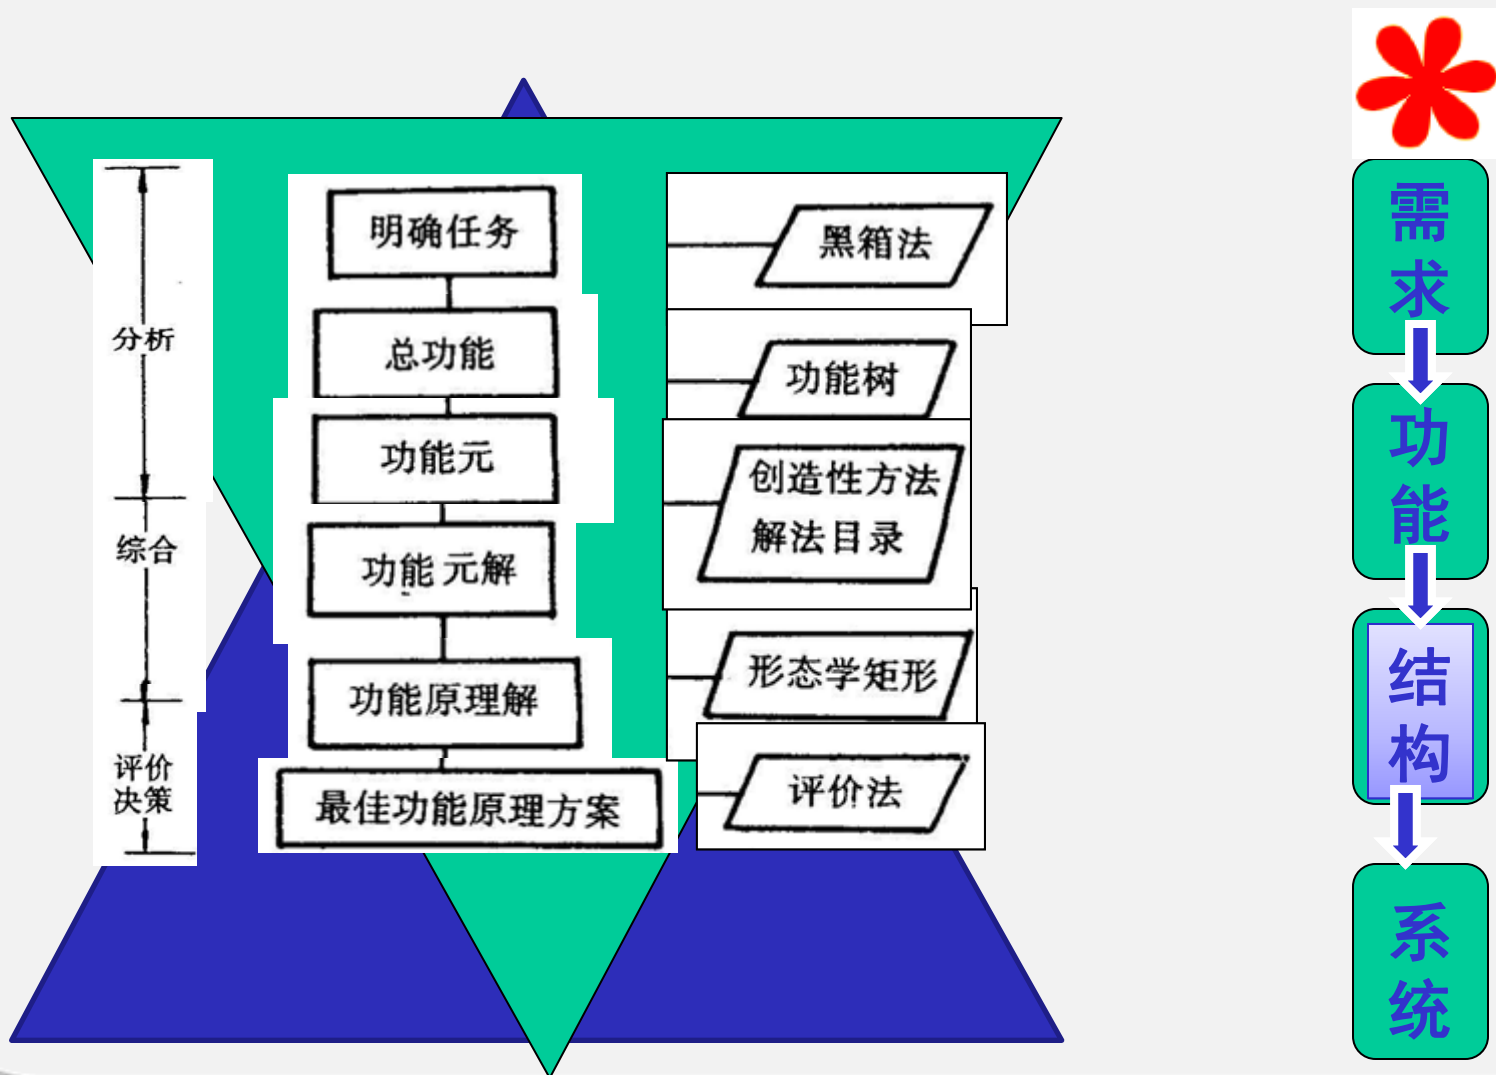 分析
综合
评价
决策
明确任务
总功能
功能元
功能元解
功能原理解
最佳功能原理方案
黑箱法
功能树
创造性方法
解法目录
形态学矩形
评价法
需
求
功
能
结
构
系
统